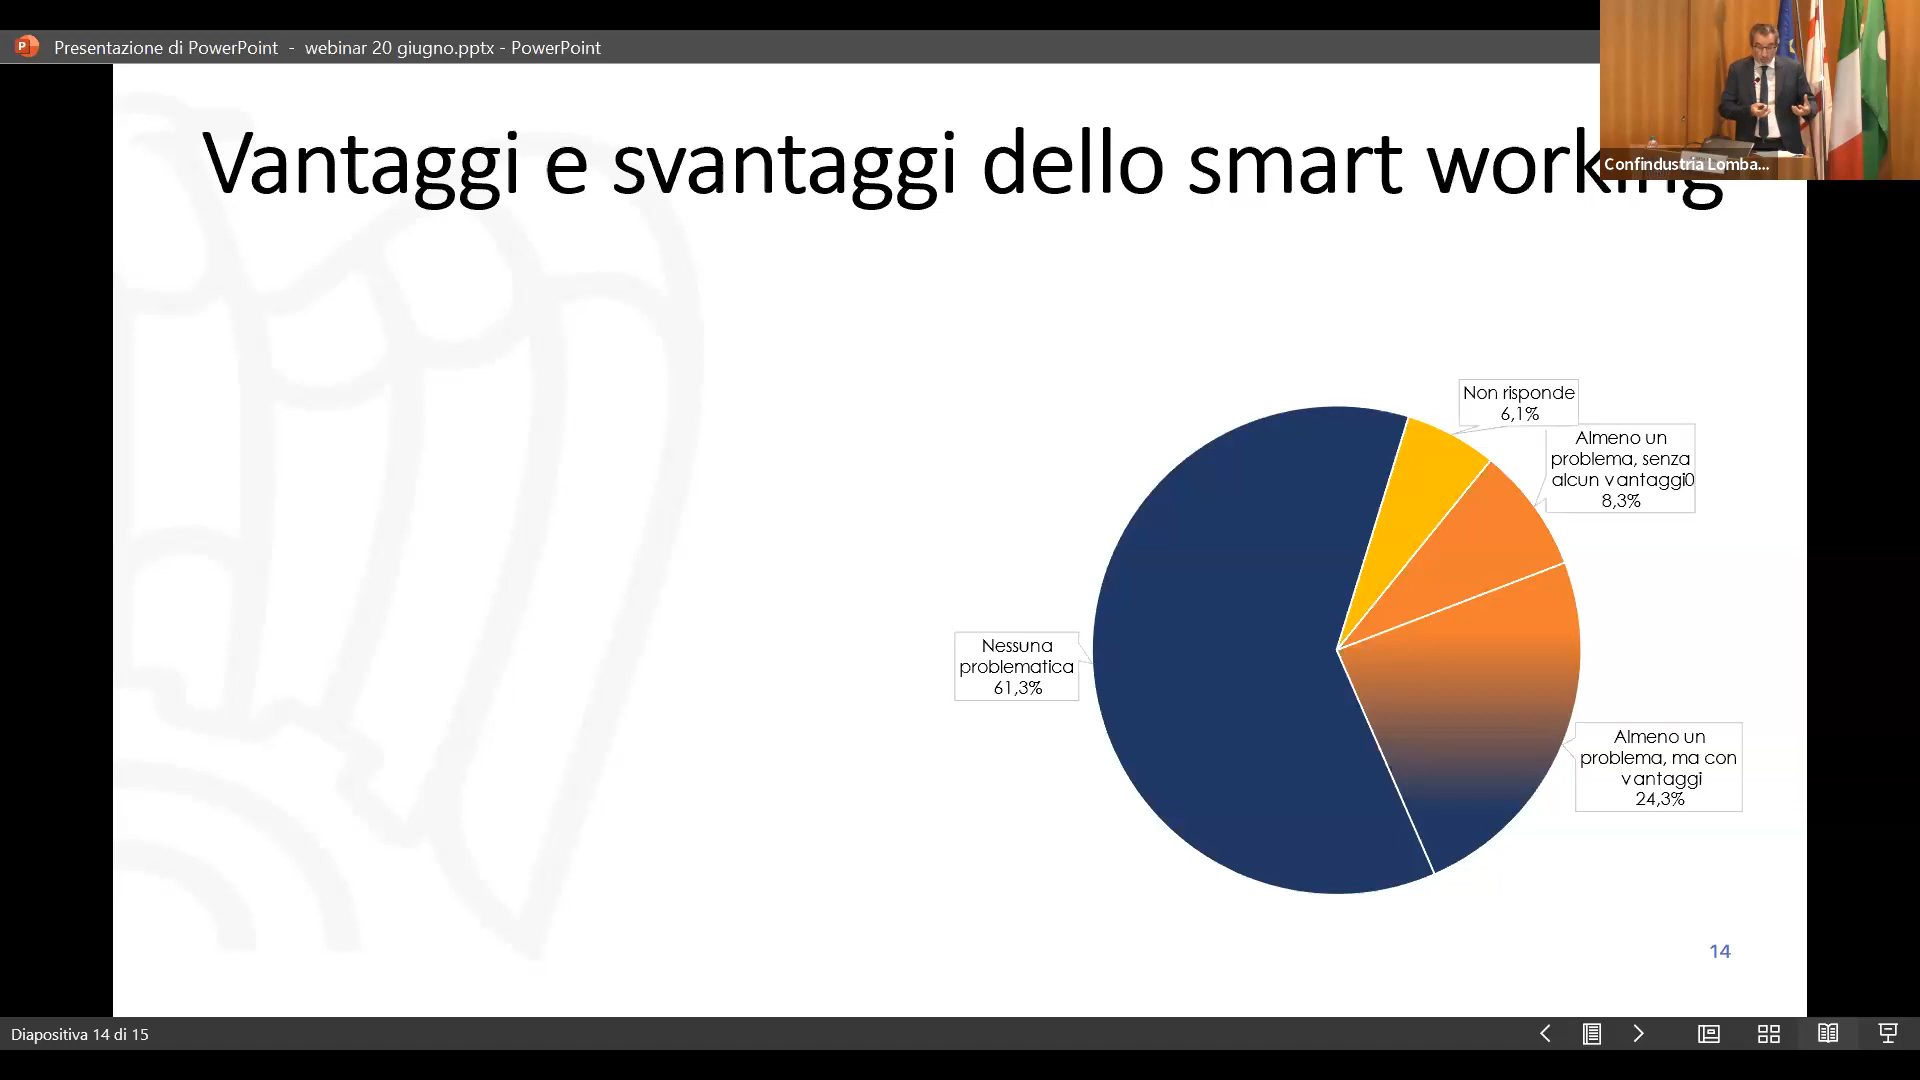 Presentazione di PowerPoint - webinar 20 giugno.pptx - PowerPoint
Confindustria Lomba...
Vantaggi e svantaggi dello smart working
Non risponde
6,1%
Almeno un
problema, senza
alcun vantaggi0
8,3%
Nessuna
problematica
61,3%
Almeno un
problema, ma con
vantaggi
24,3%
14
Diapositiva 14 di 15